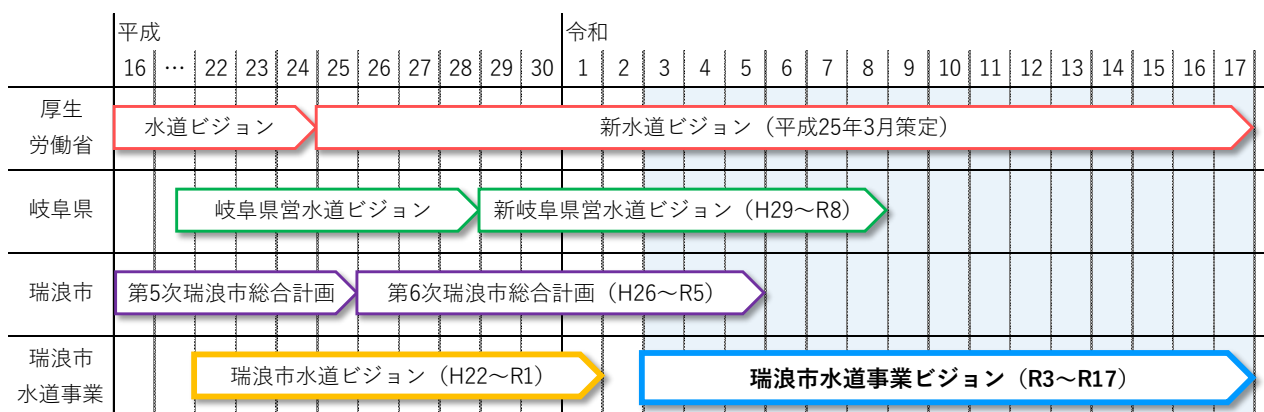 平成 令和
16 … 22 23 24 25 26 27 28 29 30 1 2 3 4 5 6 7 8 9 10 11 12 13 14 15 16 17
厚生
労働省
水道ビジョン 新水道ビジョン（平成25年3月策定）
岐阜県 岐阜県営水道ビジョン 新岐阜県営水道ビジョン（H29～R8）
瑞浪市 第5次瑞浪市総合計画 第6次瑞浪市総合計画（H26～R5）
瑞浪市
水道事業
瑞浪市水道ビジョン（H22～R1） 瑞浪市水道事業ビジョン（R3～R17）